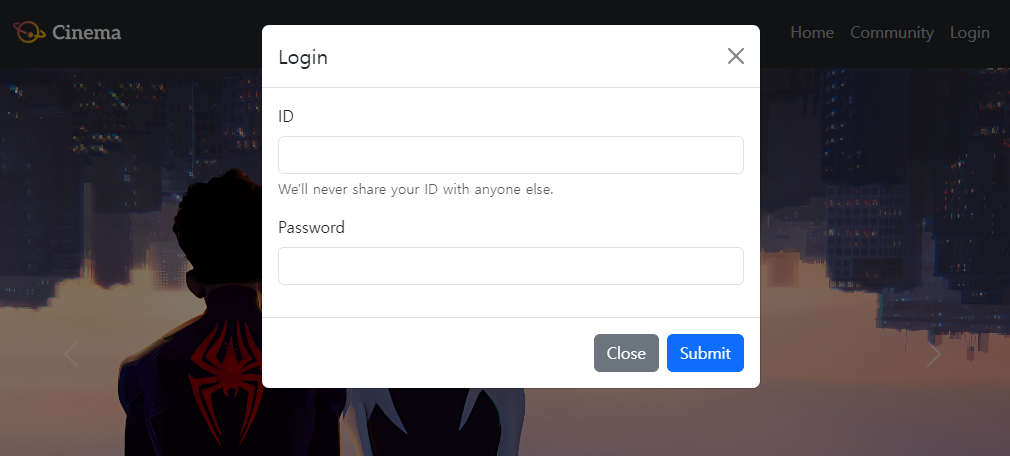 Cinema
Home Community Login
Login
ID
We'll never share your ID with anyone else.
Password
Close Submit